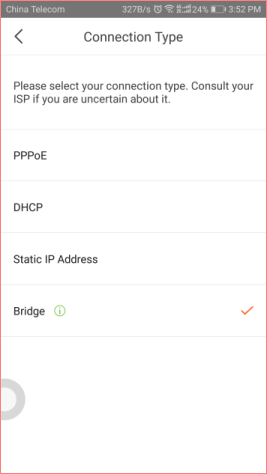 China Telecom 327B/s 24% 3:52 PM
Connection Type
Please select your connection type. Consult your
ISP if you are uncertain about it.
PPPoE
DHCP
Static IP Address
Bridge